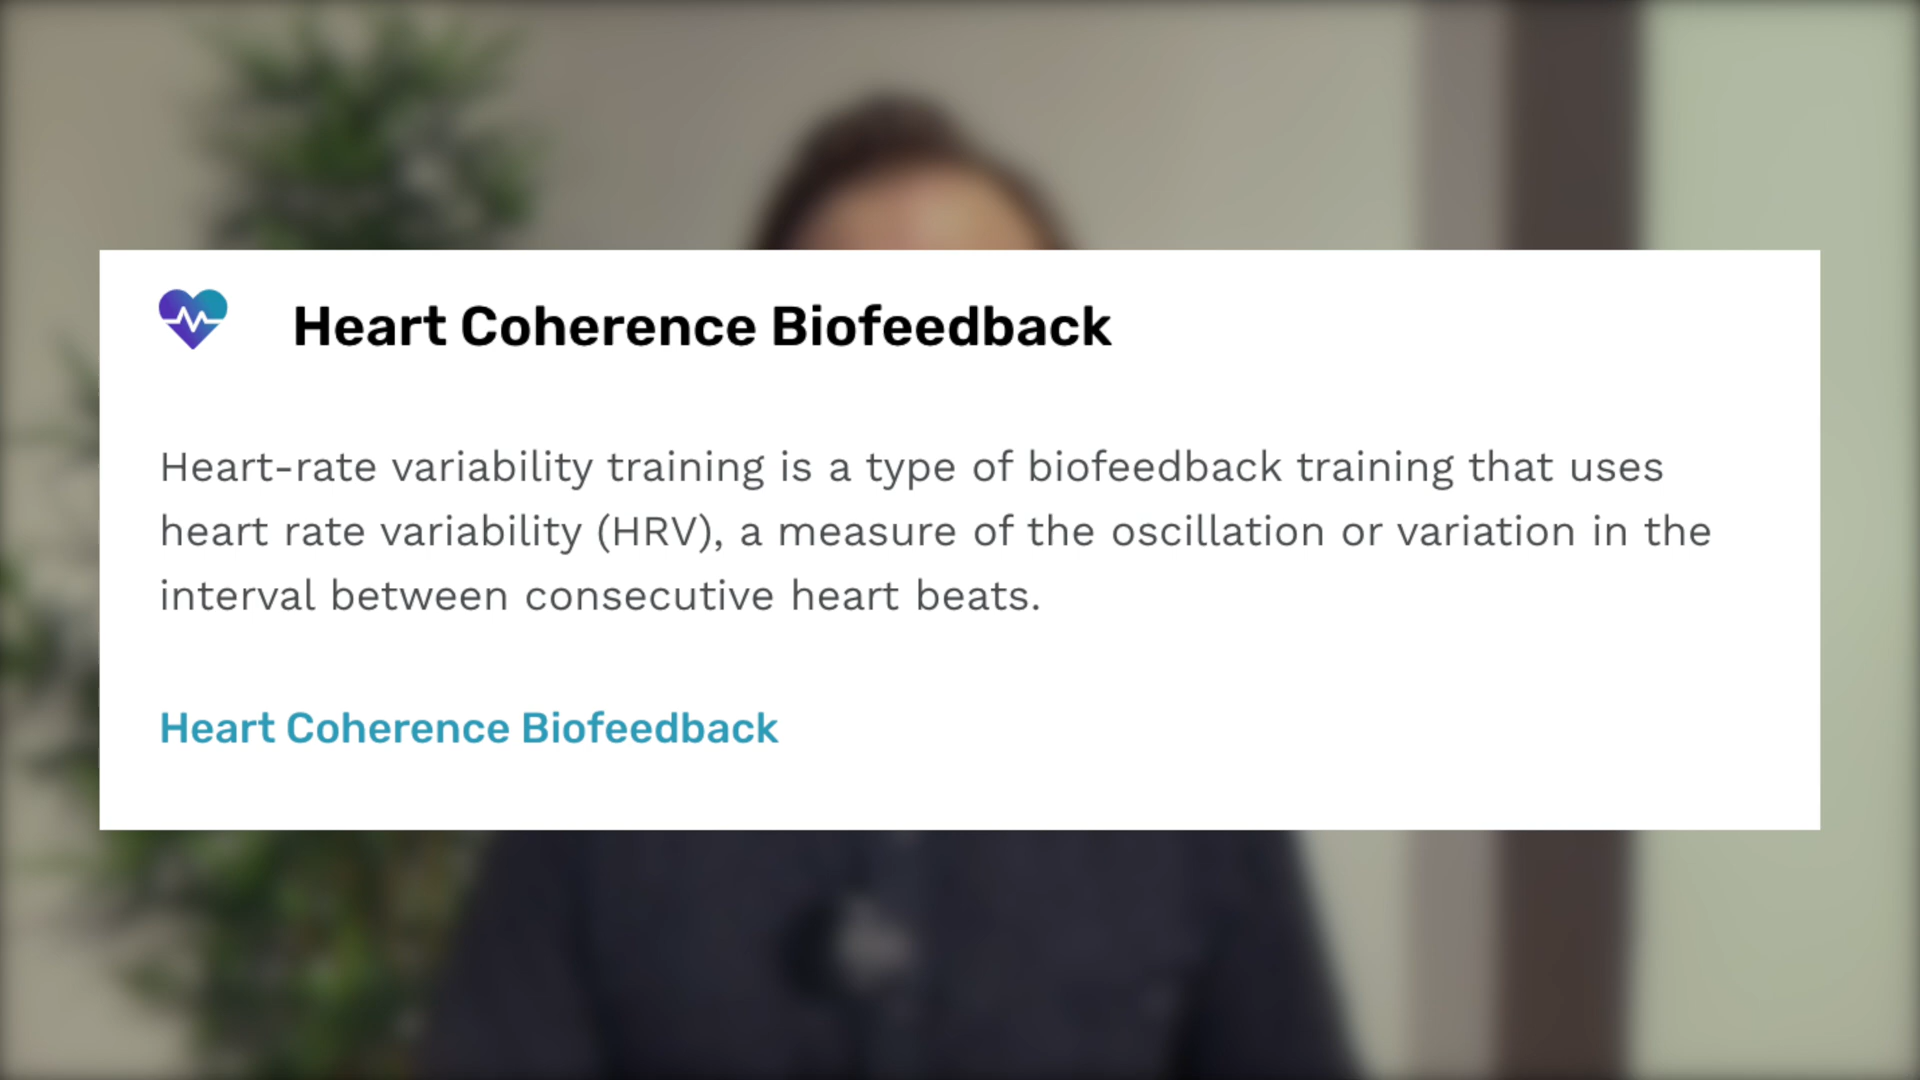 Heart Coherence Biofeedback
Heart-rate variability training is a type of biofeedback training that uses
heart rate variability (HRV), a measure of the oscillation or variation in the
interval between consecutive heart beats.
Heart Coherence Biofeedback